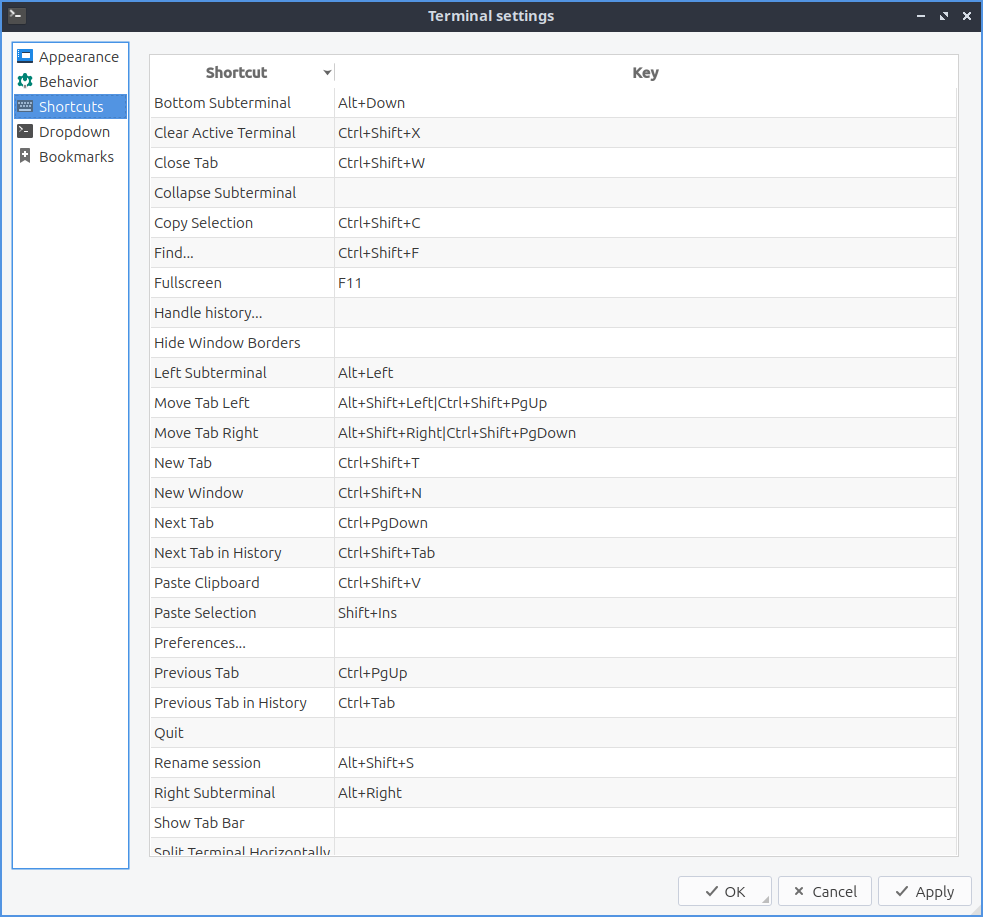 Terminal settings
Appearance
Behavior
Shortcuts
Dropdown
Bookmarks
Shortcut Key
Bottom Subterminal Alt+Down
Clear Active Terminal Ctrl+Shift+X
Close Tab Ctrl+Shift+W
Collapse Subterminal
Copy Selection Ctrl+Shift+C
Find... Ctrl+Shift+F
Fullscreen F11
Handle history...
Hide Window Borders
Left Subterminal Alt+Left
Move Tab Left Alt+Shift+Left|Ctrl+Shift+PgUp
Move Tab Right Alt+Shift+Right|Ctrl+Shift+PgDown
New Tab Ctrl+Shift+T
New Window Ctrl+Shift+N
Next Tab Ctrl+PgDown
Next Tab in History Ctrl+Shift+Tab
Paste Clipboard Ctrl+Shift+V
Paste Selection Shift+Ins
Preferences...
Previous Tab Ctrl+PgUp
Previous Tab in History Ctrl+Tab
Quit
Rename session Alt+Shift+S
Right Subterminal Alt+Right
Show Tab Bar
Split Terminal Horizontally
OK Cancel Apply